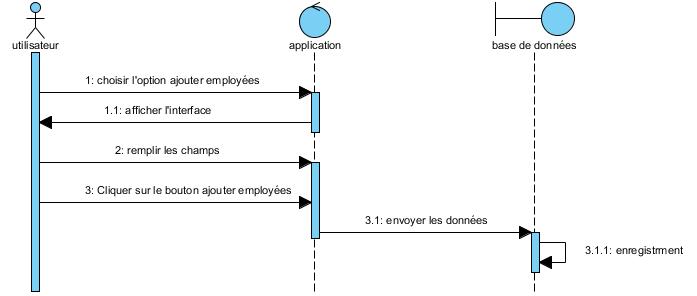 utilisateur
application
base de données
1: choisir l'option ajouter employées
1.1: afficher l'interface
2: remplir les champs
3: Cliquer sur le bouton ajouter employées
3.1: envoyer les données
3.1.1: enregistrment